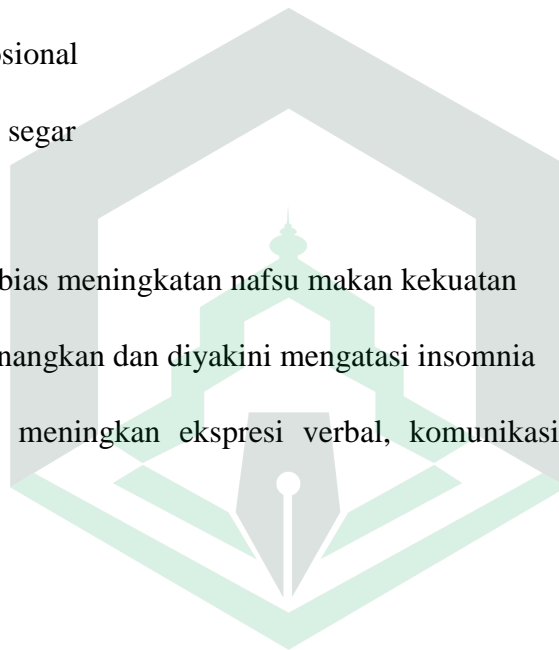 osional
segar
bias meningkatan nafsu makan kekuatan
nangkan dan diyakini mengatasi insomnia
meningkan ekspresi verbal, komunikasi